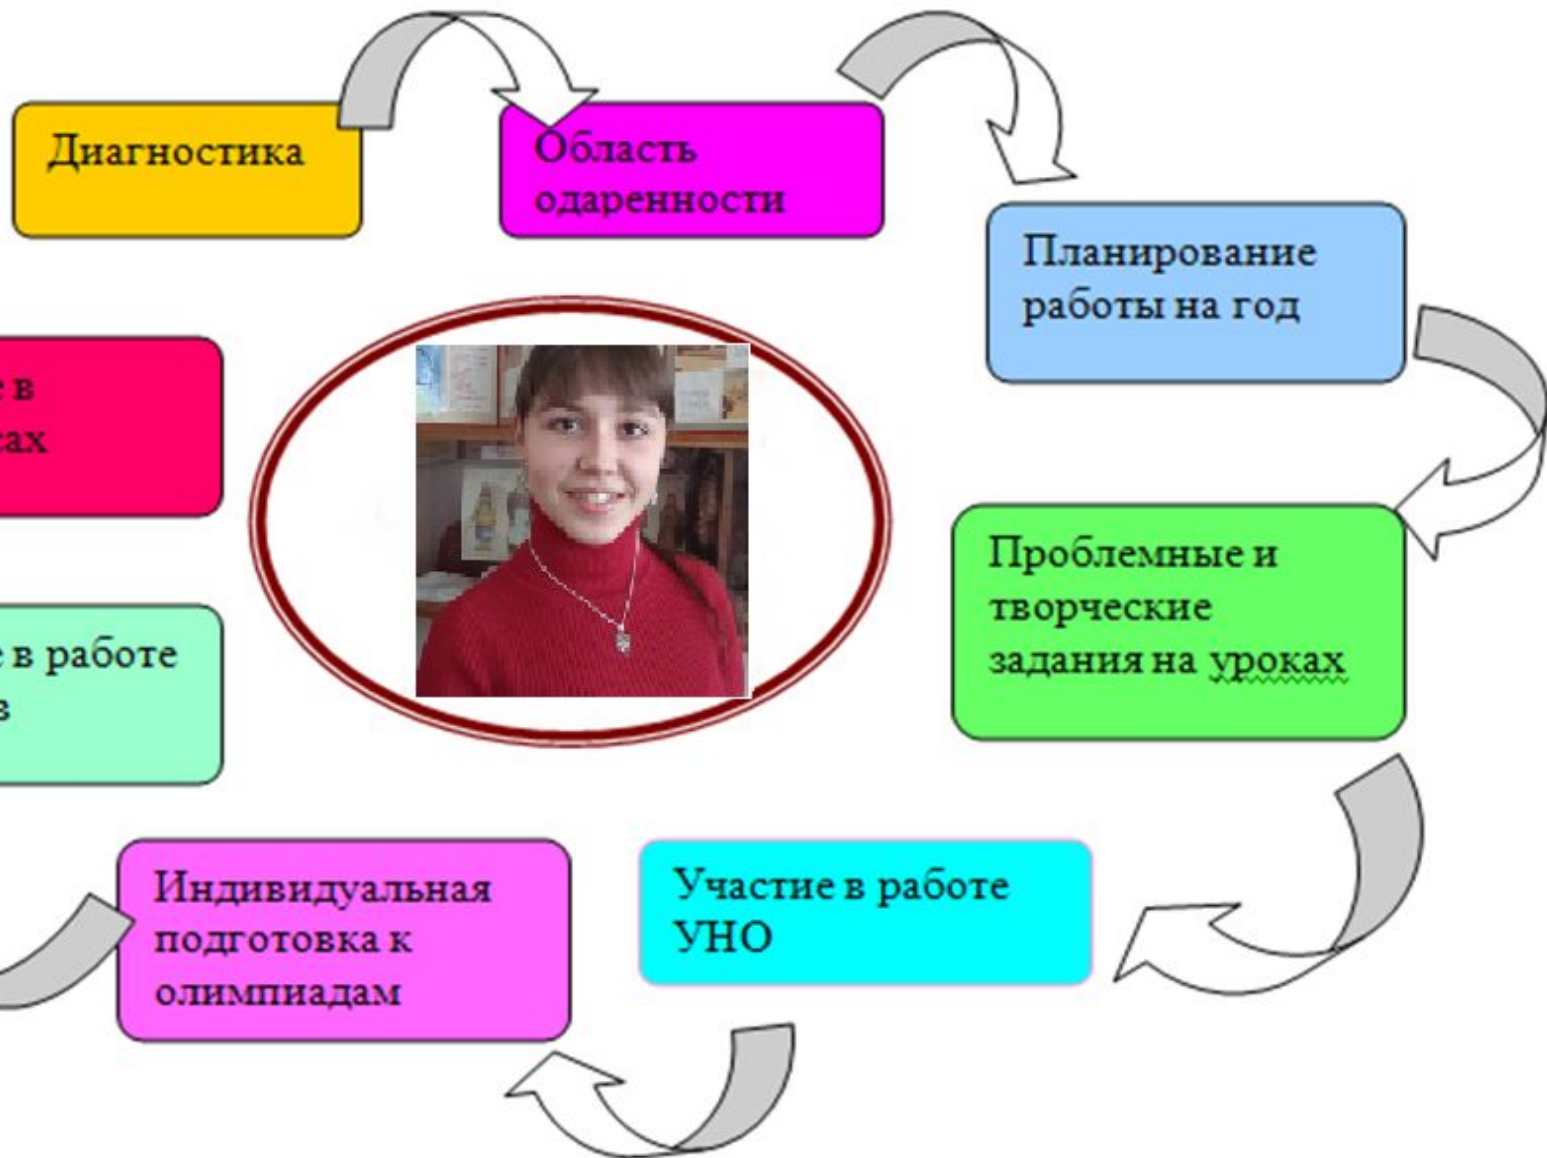 Диагностика
Область
одаренности
Планирование
работы на год
Проблемные и
творческие
задания на уроках
Участие в работе
УНО
Индивидуальная
подготовка к
олимпиадам
в работе
в